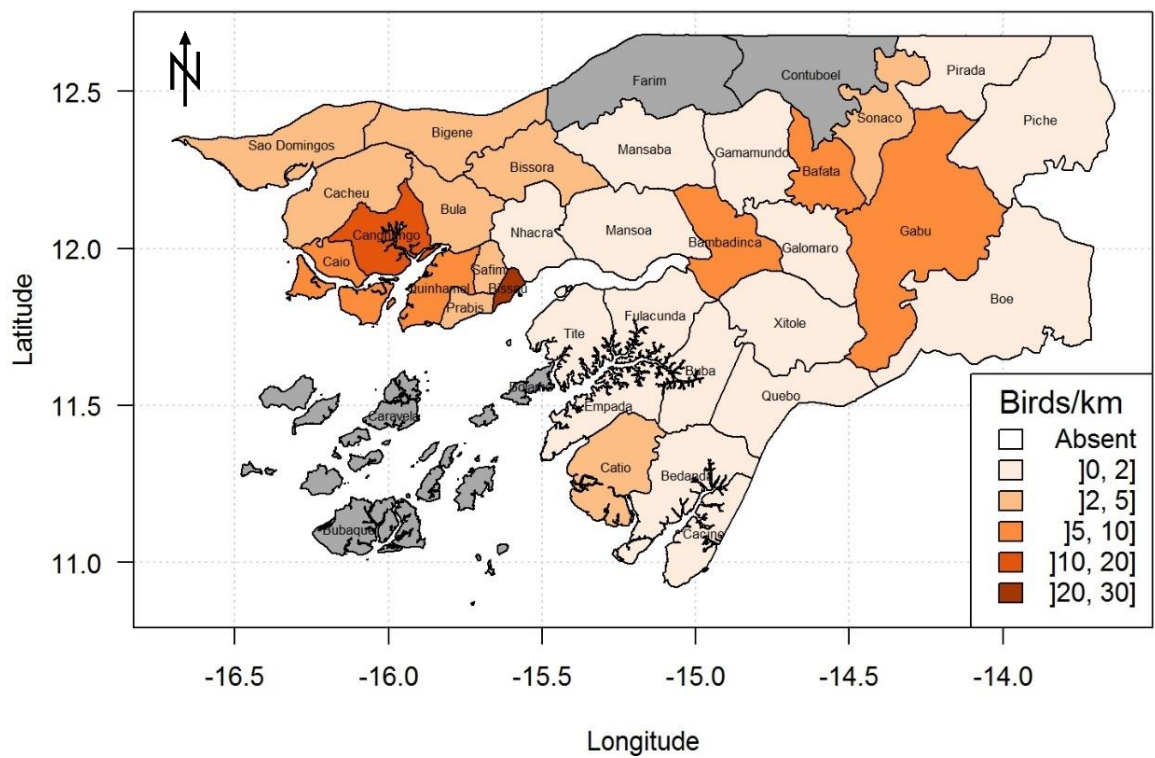 N
12.5
12.0
11.5
11.0
Latitude
Farim
Contuboel
Pirada
Sao Domingos
Bigene
Sonaco
Piche
Mansaba
Gamamundo
Bissora
Bafata
Cacheu
Bula
Nhacra
Mansoa
Bambadinca
Galomaro
Gabu
Canghungo
Caio
Safim
Quinhamel
Bissau
Prabis
Boe
Fulacunda
Tite
Xitole
Buba
Quebo
Empada
Caravela
Catio
Bedanda
Bubaque
Cacine
Birds/km
Absent
]0, 2]
]2, 5]
]5, 10]
]10, 20]
]20, 30]
-16.5 -16.0 -15.5 -15.0 -14.5 -14.0
Longitude